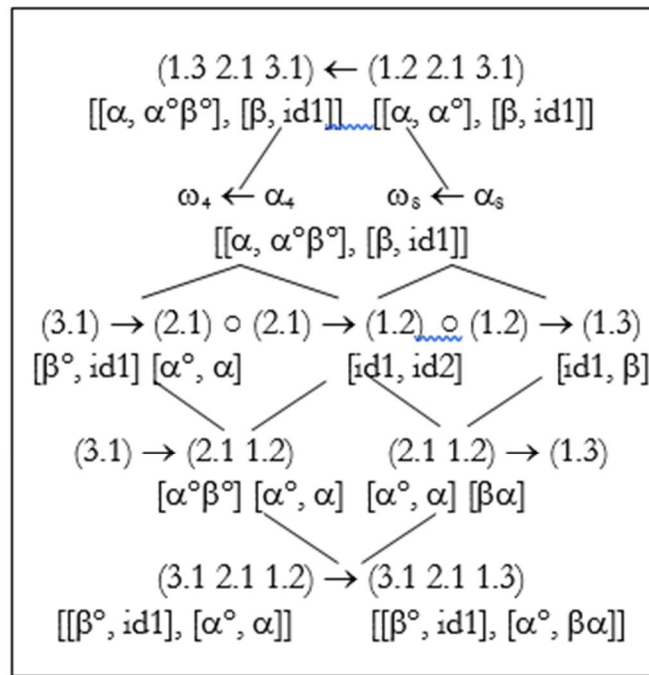 (1.3 2.1 3.1) ← (1.2 2.1 3.1)
[[α, α°β°], [β, id1]] [[α, α°], [β, id1]]
ω₄ ← α₄ ω₈ ← α₈
[[α, α°β°], [β, id1]]
(3.1) → (2.1) ○ (2.1) → (1.2) ○ (1.2) → (1.3)
[β°, id1] [α°, α] [id1, id2] [id1, β]
(3.1) → (2.1 1.2) (2.1 1.2) → (1.3)
[α°β°] [α°, α] [α°, α] [βα]
(3.1 2.1 1.2) → (3.1 2.1 1.3)
[[β°, id1], [α°, α]] [[β°, id1], [α°, βα]]